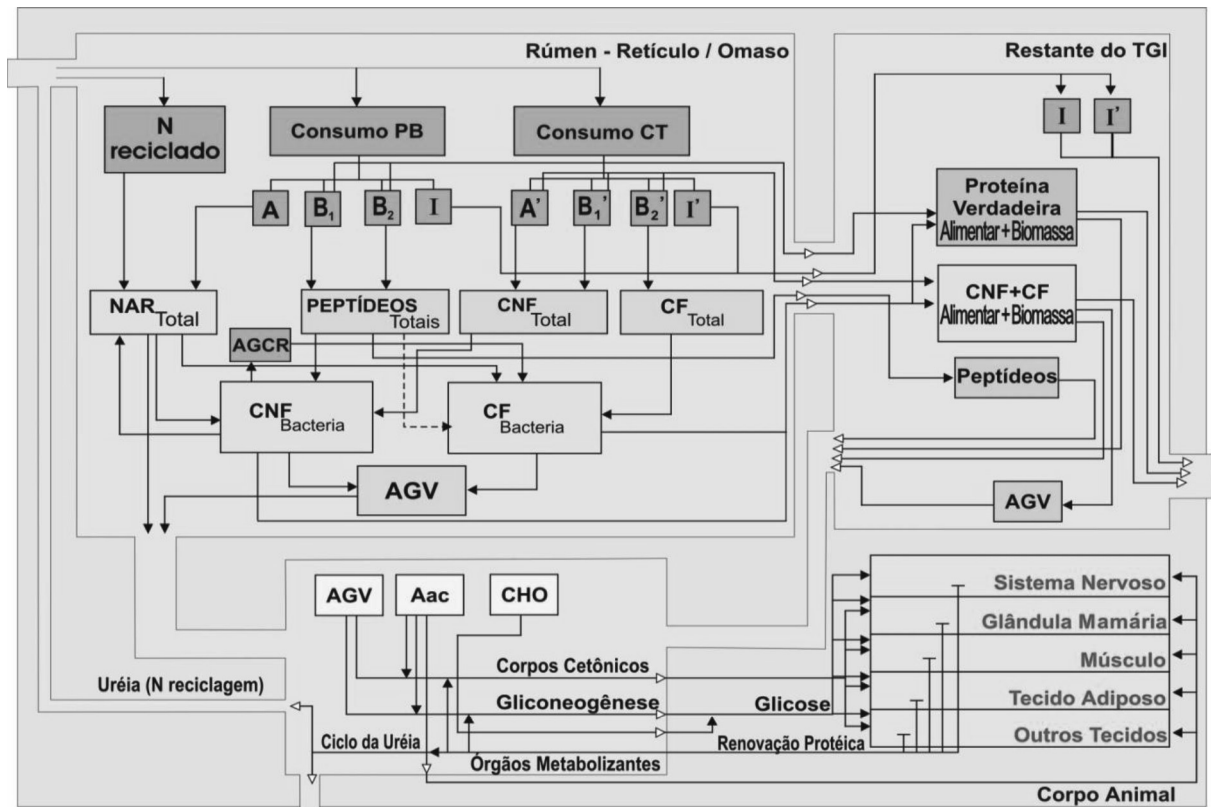 Rúmen - Retículo / Omaso
Restante do TGI
N
reciclado
Consumo PB
Consumo CT
I
I'
A
B1
B2
I
A'
B1'
B2'
I'
Proteína
Verdadeira
Alimentar+Biomassa
NAR Total
PEPTÍDEOS Totais
CNF Total
CF Total
CNF+CF
Alimentar+Biomassa
AGCR
Peptídeos
CNF Bacteria
CF Bacteria
AGV
AGV
AGV
Aac
CHO
Sistema Nervoso
Glândula Mamária
Músculo
Tecido Adiposo
Outros Tecidos
Corpos Cetônicos
Uréia (N reciclagem)
Gliconeogênese
Glicose
Ciclo da Uréia
Renovação Protéica
Órgãos Metabolizantes
Corpo Animal